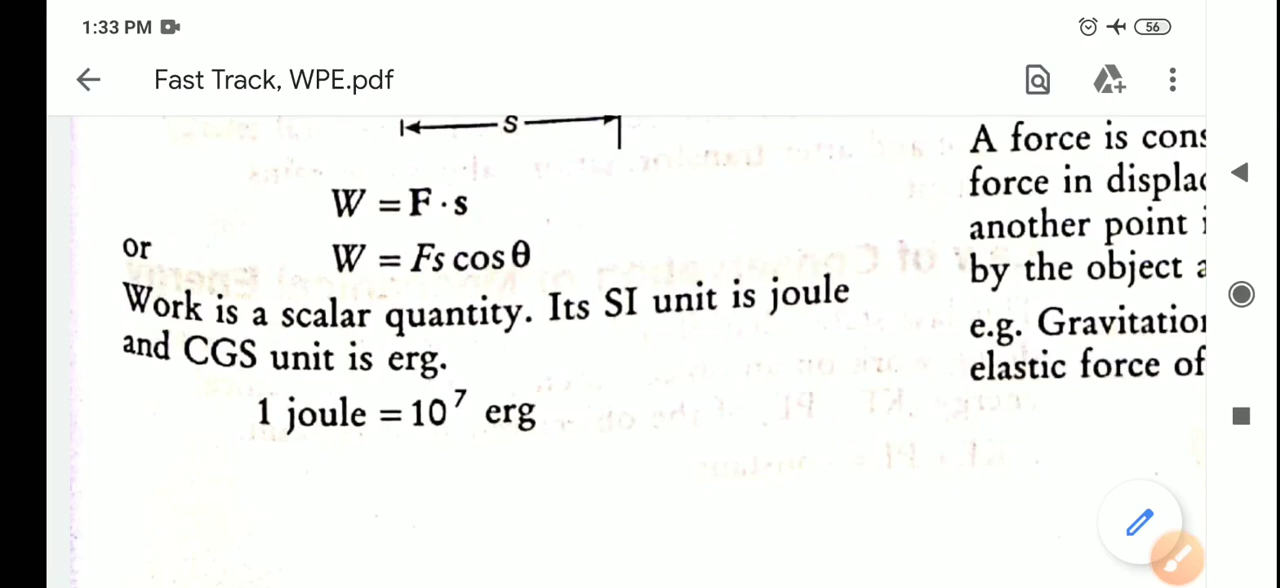 1:33 PM
56
Fast Track, WPE.pdf
S
W = F · s
or
W = Fs cos θ
Work is a scalar quantity. Its SI unit is joule
and CGS unit is erg.
1 joule = 10⁷ erg
A force is cons
force in displac
another point i
by the object a
e.g. Gravitation
elastic force of